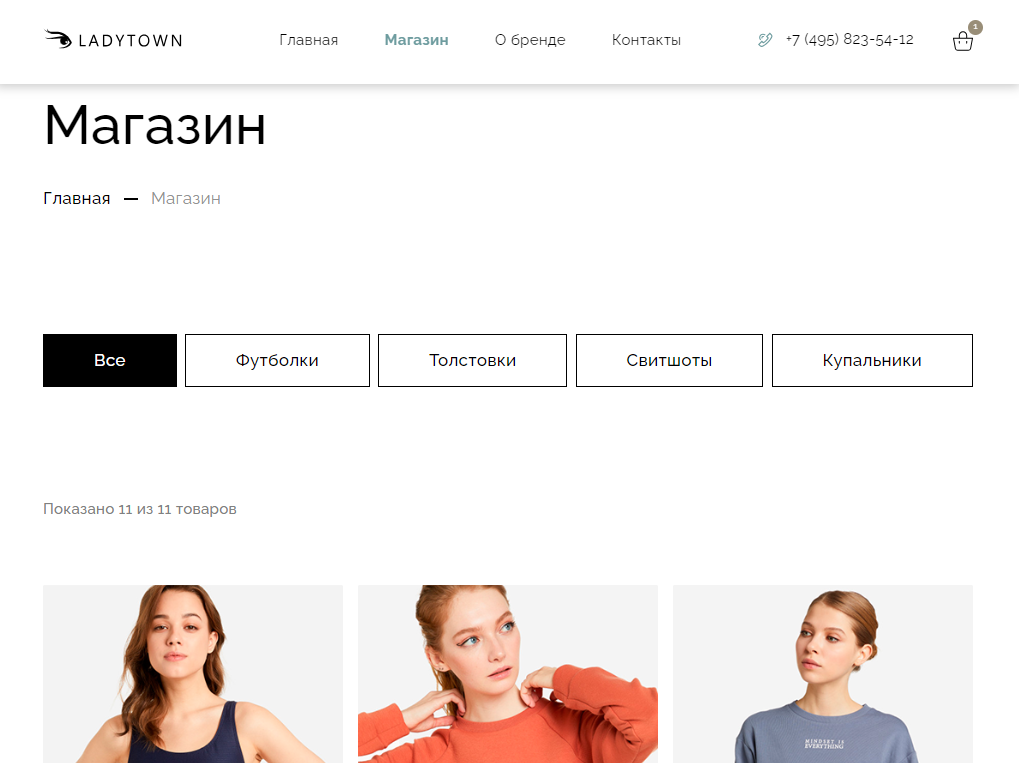 LADYTOWN
Главная
Магазин
О бренде
Контакты
+7 (495) 823-54-12
1
Магазин
Главная — Магазин
Все
Футболки
Толстовки
Свитшоты
Купальники
Показано 11 из 11 товаров
MINDSET IS
EVERYTHING